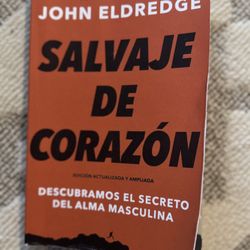 JOHN ELDREDGE
SALVAJE
DE
CORAZÓN
EDICIÓN ACTUALIZADA Y AMPLIADA
DESCUBRAMOS EL SECRETO
DEL ALMA MASCULINA